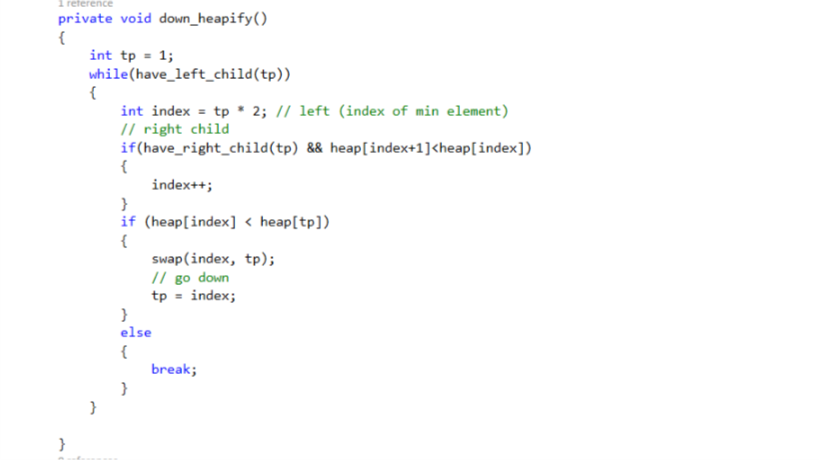 1 reference
private void down_heapify()
{
int tp = 1;
while(have_left_child(tp))
{
int index = tp * 2; // left (index of min element)
// right child
if(have_right_child(tp) && heap[index+1]<heap[index])
{
index++;
}
if (heap[index] < heap[tp])
{
swap(index, tp);
// go down
tp = index;
}
else
{
break;
}
}
}